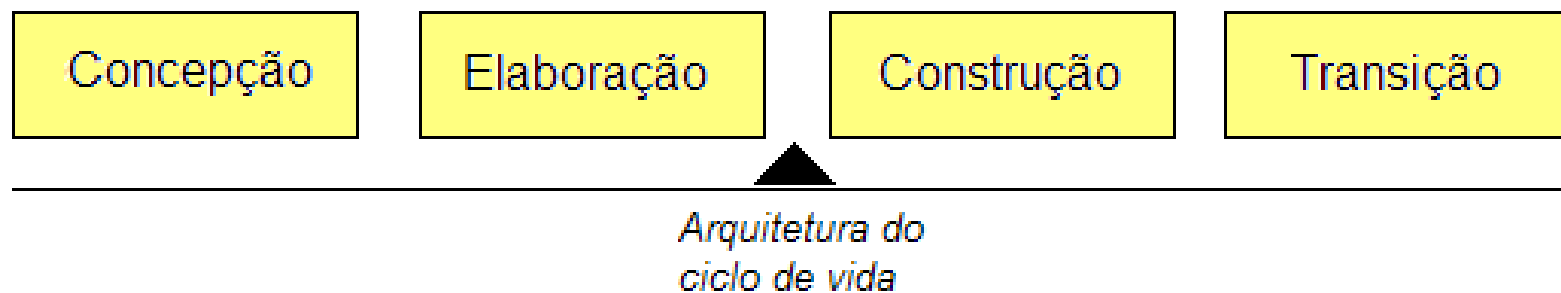 Concepção Elaboração Construção Transição
Arquitetura do
ciclo de vida